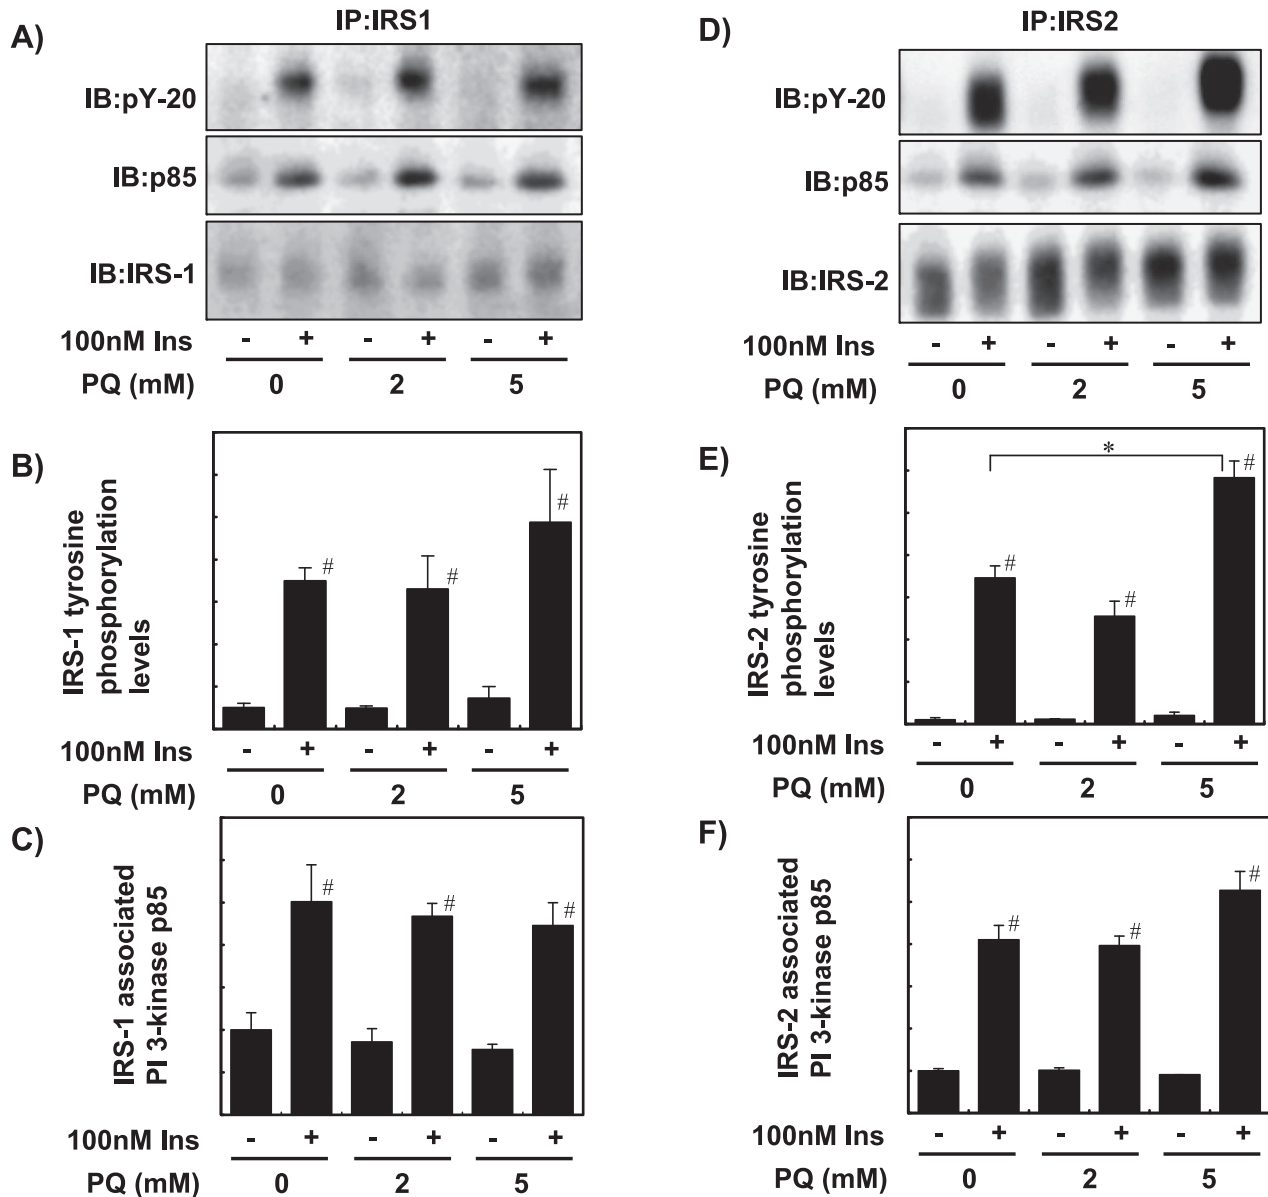 A)
IP:IRS1
IB:pY-20
IB:p85
IB:IRS-1
100nM Ins - + - + - +
PQ (mM) 0 2 5
B)
IRS-1 tyrosine
phosphorylation
levels
# # #
100nM Ins - + - + - +
PQ (mM) 0 2 5
C)
IRS-1 associated
PI 3-kinase p85
# # #
100nM Ins - + - + - +
PQ (mM) 0 2 5
D)
IP:IRS2
IB:pY-20
IB:p85
IB:IRS-2
100nM Ins - + - + - +
PQ (mM) 0 2 5
E)
IRS-2 tyrosine
phosphorylation
levels
*
# # #
100nM Ins - + - + - +
PQ (mM) 0 2 5
F)
IRS-2 associated
PI 3-kinase p85
# # #
100nM Ins - + - + - +
PQ (mM) 0 2 5